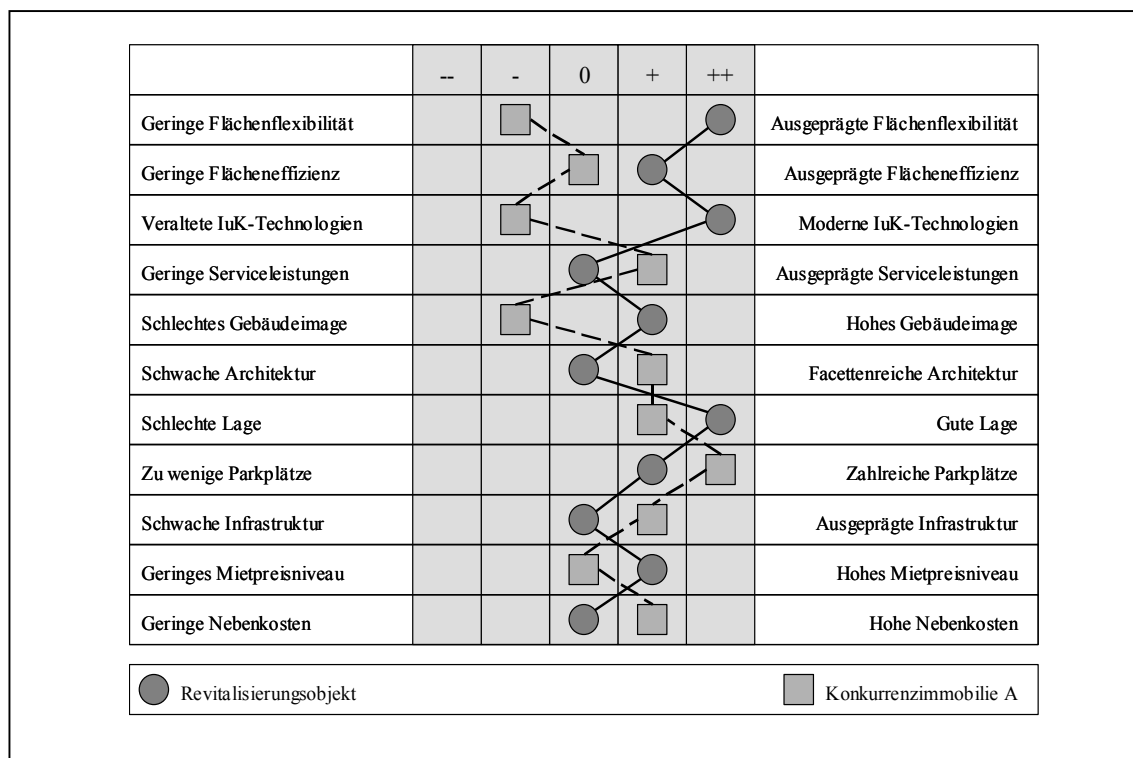 -- - 0 + ++
Geringe Flächenflexibilität Ausgeprägte Flächenflexibilität
Geringe Flächeneffizienz Ausgeprägte Flächeneffizienz
Veraltete IuK-Technologien Moderne IuK-Technologien
Geringe Serviceleistungen Ausgeprägte Serviceleistungen
Schlechtes Gebäudeimage Hohes Gebäudeimage
Schwache Architektur Facettenreiche Architektur
Schlechte Lage Gute Lage
Zu wenige Parkplätze Zahlreiche Parkplätze
Schwache Infrastruktur Ausgeprägte Infrastruktur
Geringes Mietpreisniveau Hohes Mietpreisniveau
Geringe Nebenkosten Hohe Nebenkosten
Revitalisierungsobjekt Konkurrenzimmobilie A